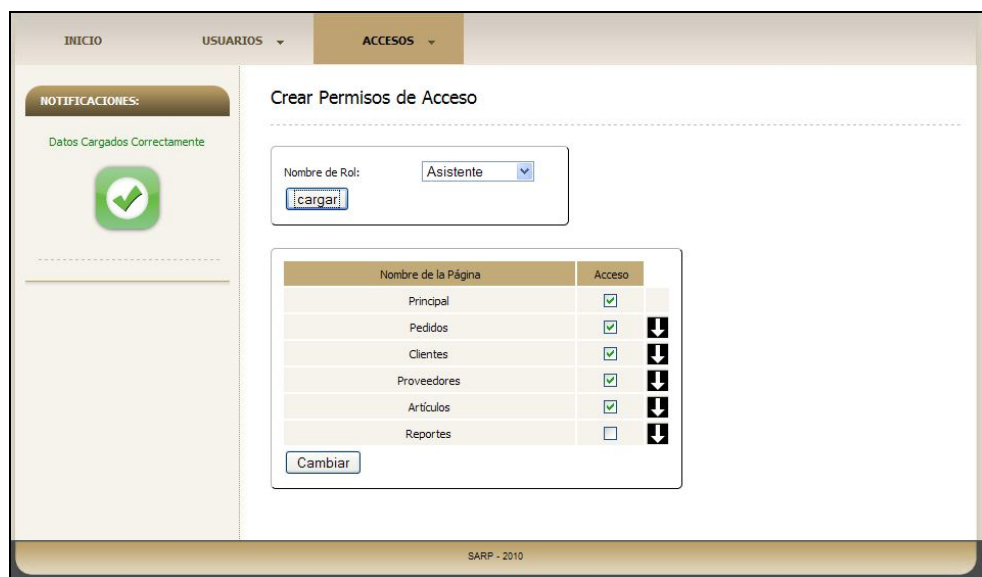 INICIO USUARIOS ACCESOS
NOTIFICACIONES:
Datos Cargados Correctamente
Crear Permisos de Acceso
Nombre de Rol: Asistente
cargar
Nombre de la Página Acceso
Principal
Pedidos
Clientes
Proveedores
Artículos
Reportes
Cambiar
SARP - 2010